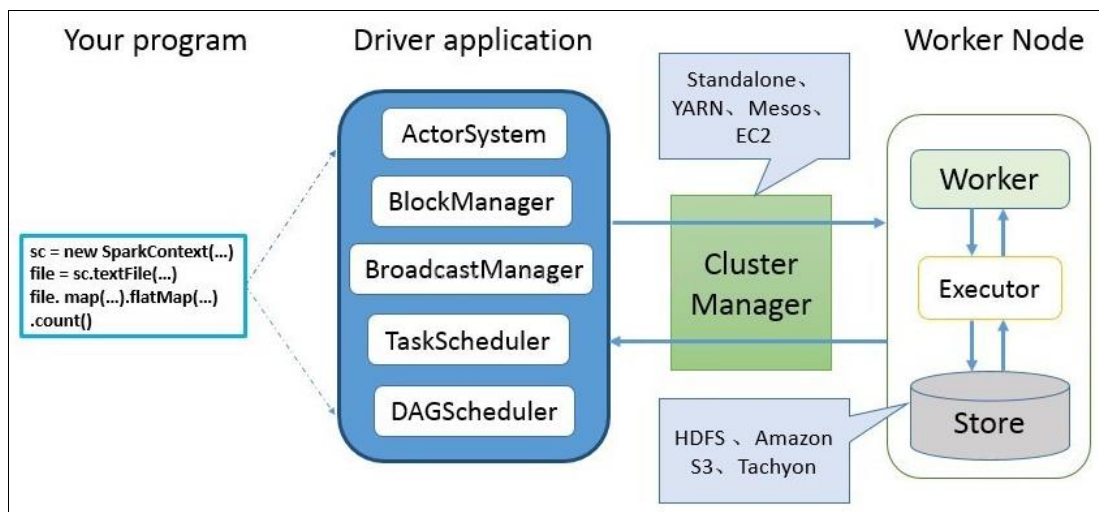 Your program
Driver application
Worker Node
sc = new SparkContext(...)
file = sc.textFile(...)
file. map(...).flatMap(...)
.count()
ActorSystem
BlockManager
BroadcastManager
TaskScheduler
DAGScheduler
Standalone、
YARN、Mesos、
EC2
Cluster
Manager
HDFS 、Amazon
S3、Tachyon
Worker
Executor
Store